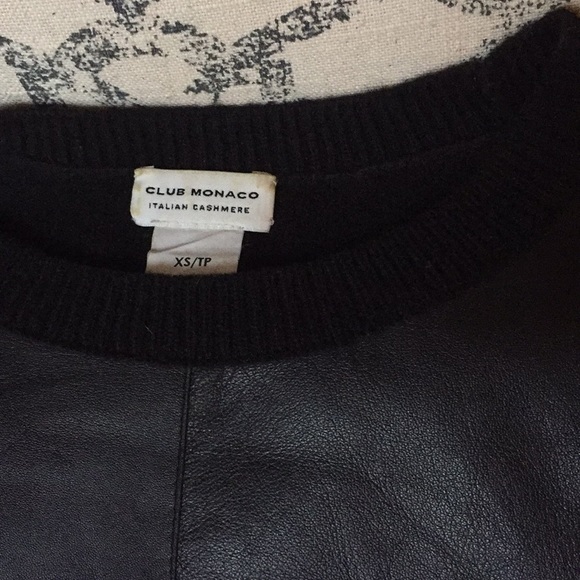 CLUB MONACO
ITALIAN CASHMERE
XS/TP